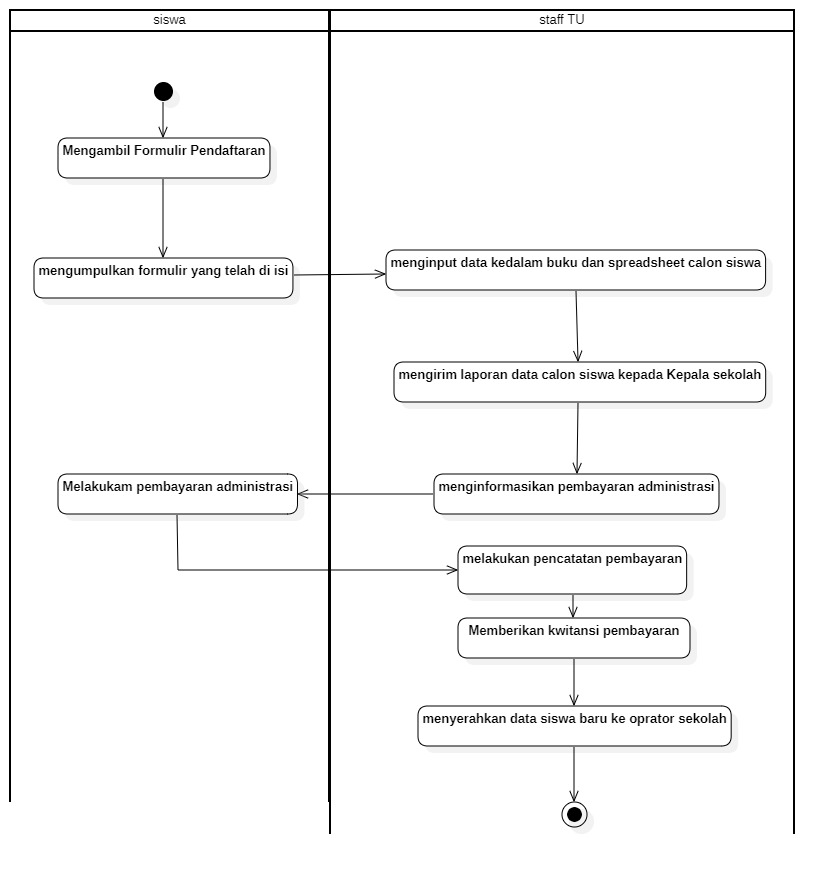 siswa
staff TU
Mengambil Formulir Pendaftaran
mengumpulkan formulir yang telah di isi
menginput data kedalam buku dan spreadsheet calon siswa
mengirim laporan data calon siswa kepada Kepala sekolah
menginformasikan pembayaran administrasi
Melakukam pembayaran administrasi
melakukan pencatatan pembayaran
Memberikan kwitansi pembayaran
menyerahkan data siswa baru ke oprator sekolah